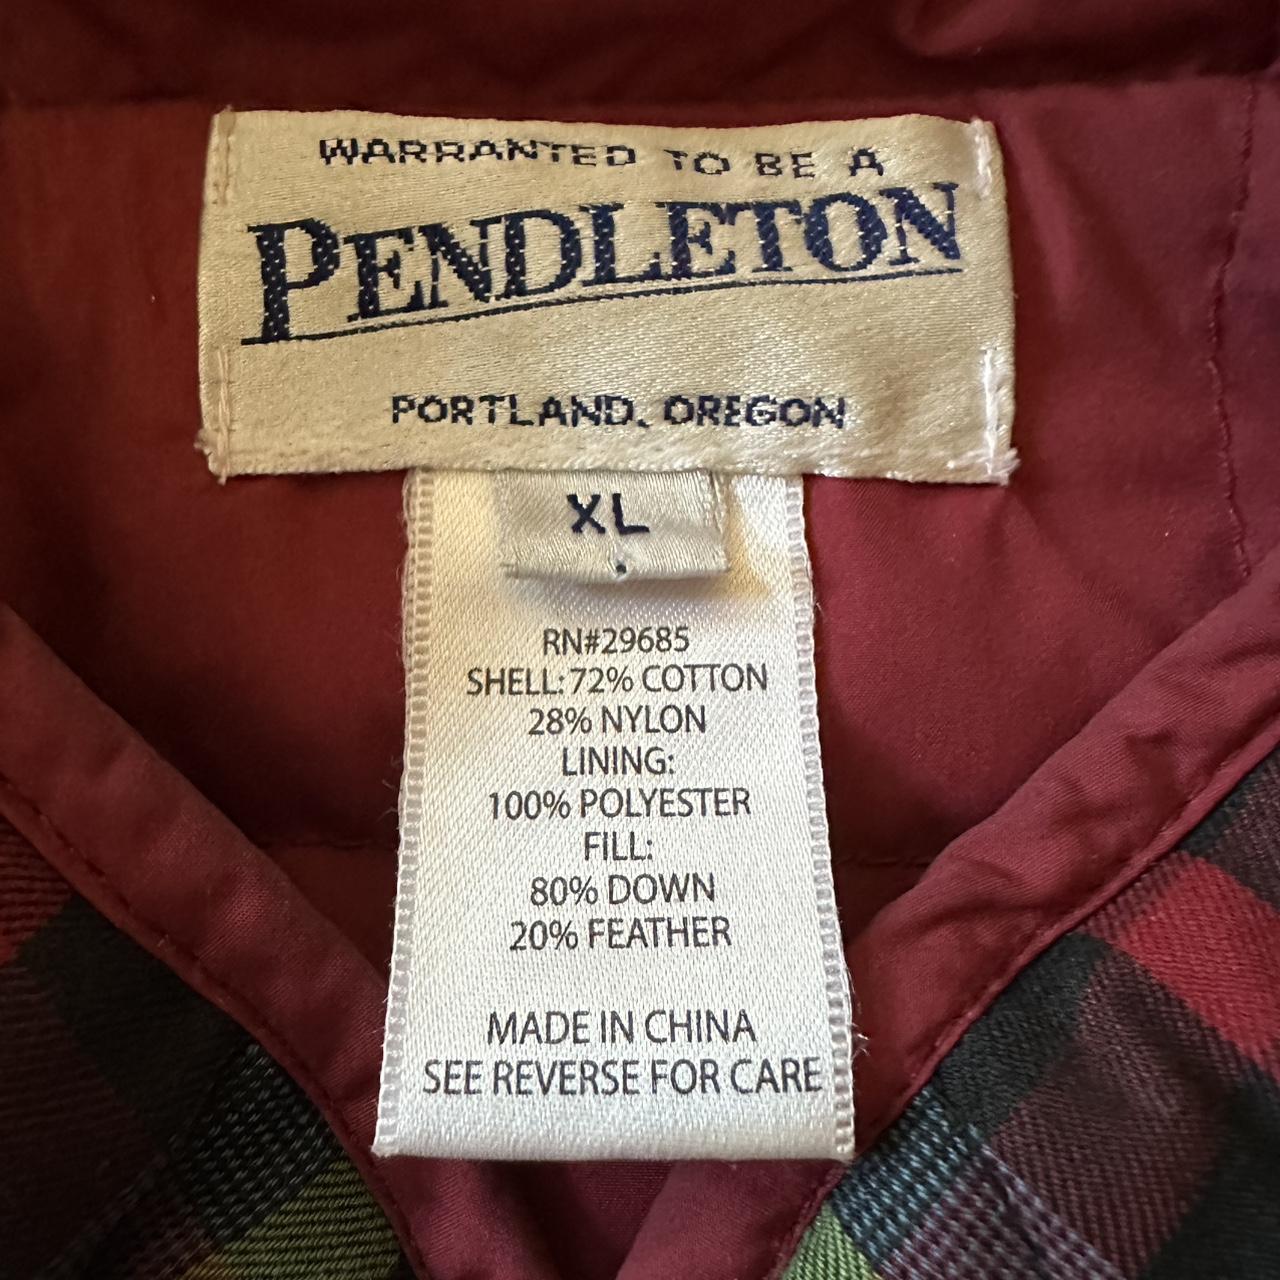 WARRANTED TO BE A
PENDLETON
PORTLAND, OREGON
XL
RN#29685
SHELL: 72% COTTON
28% NYLON
LINING:
100% POLYESTER
FILL:
80% DOWN
20% FEATHER
MADE IN CHINA
SEE REVERSE FOR CARE